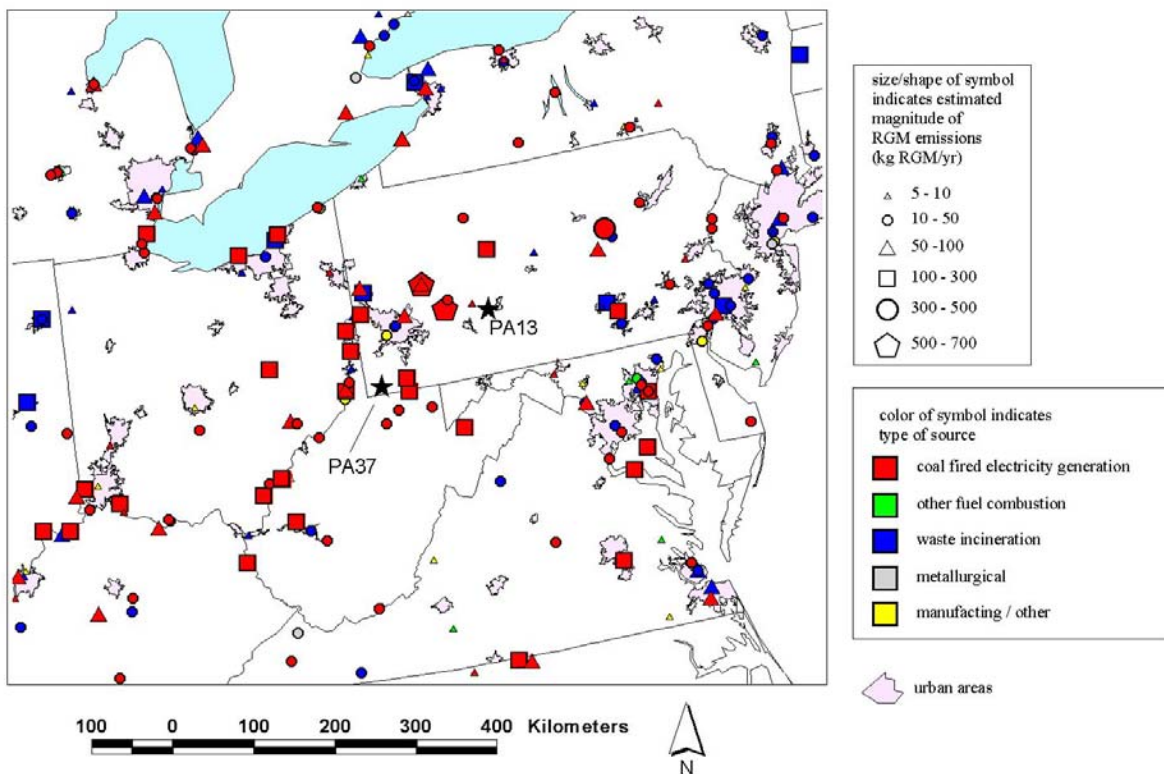 PA13
PA37
100 0 100 200 300 400 Kilometers
N
size/shape of symbol
indicates estimated
magnitude of
RGM emissions
(kg RGM/yr)
5 - 10
10 - 50
50 -100
100 - 300
300 - 500
500 - 700
color of symbol indicates
type of source
coal fired electricity generation
other fuel combustion
waste incineration
metallurgical
manufacting / other
urban areas